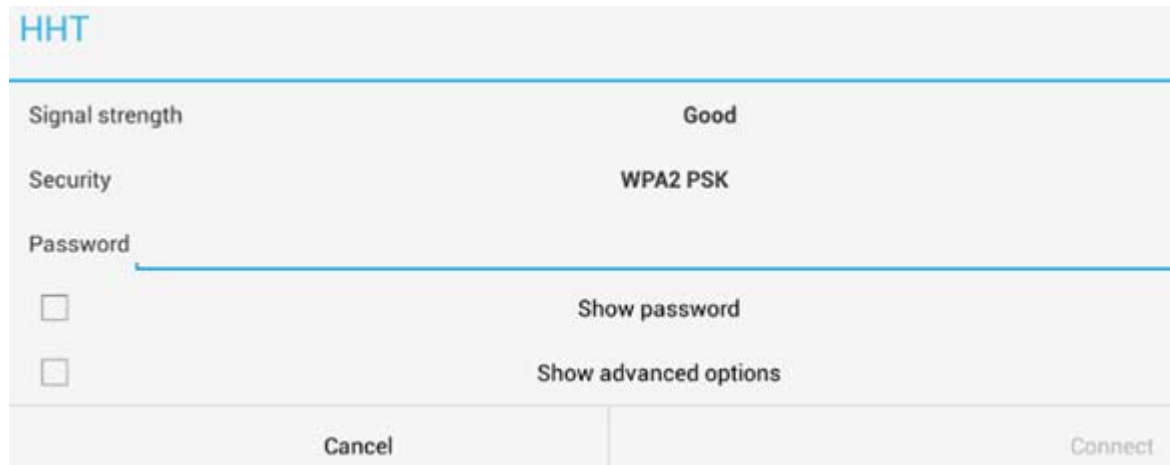 HHT
Signal strength Good
Security WPA2 PSK
Password
Show password
Show advanced options
Cancel Connect